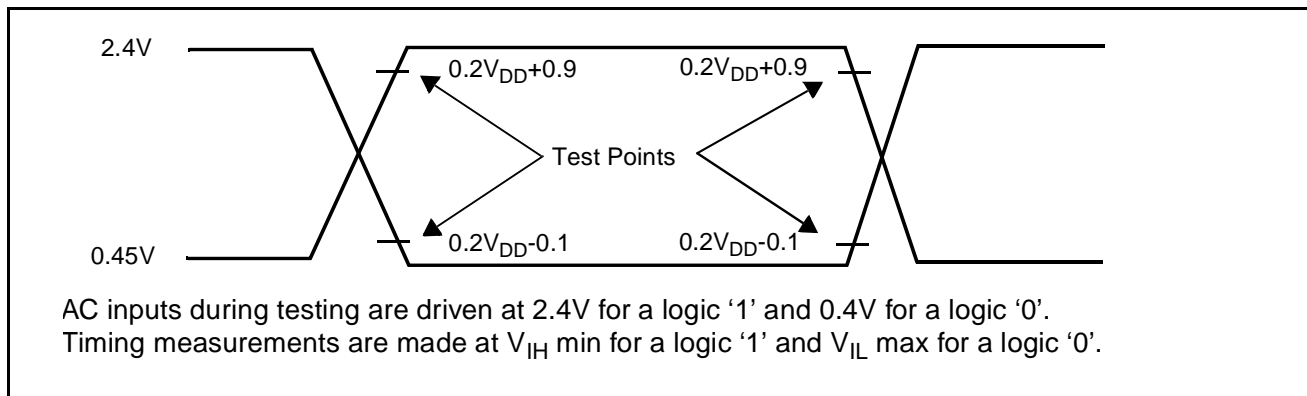 2.4V
0.2VDD+0.9 0.2VDD+0.9
Test Points
0.2VDD-0.1 0.2VDD-0.1
0.45V
AC inputs during testing are driven at 2.4V for a logic ‘1’ and 0.4V for a logic ‘0’.
Timing measurements are made at VIH min for a logic ‘1’ and VIL max for a logic ‘0’.